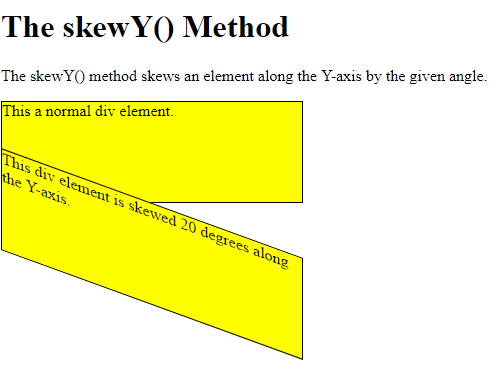 The skewY() Method
The skewY() method skews an element along the Y-axis by the given angle.
This a normal div element.
This div element is skewed 20 degrees along
the Y-axis.